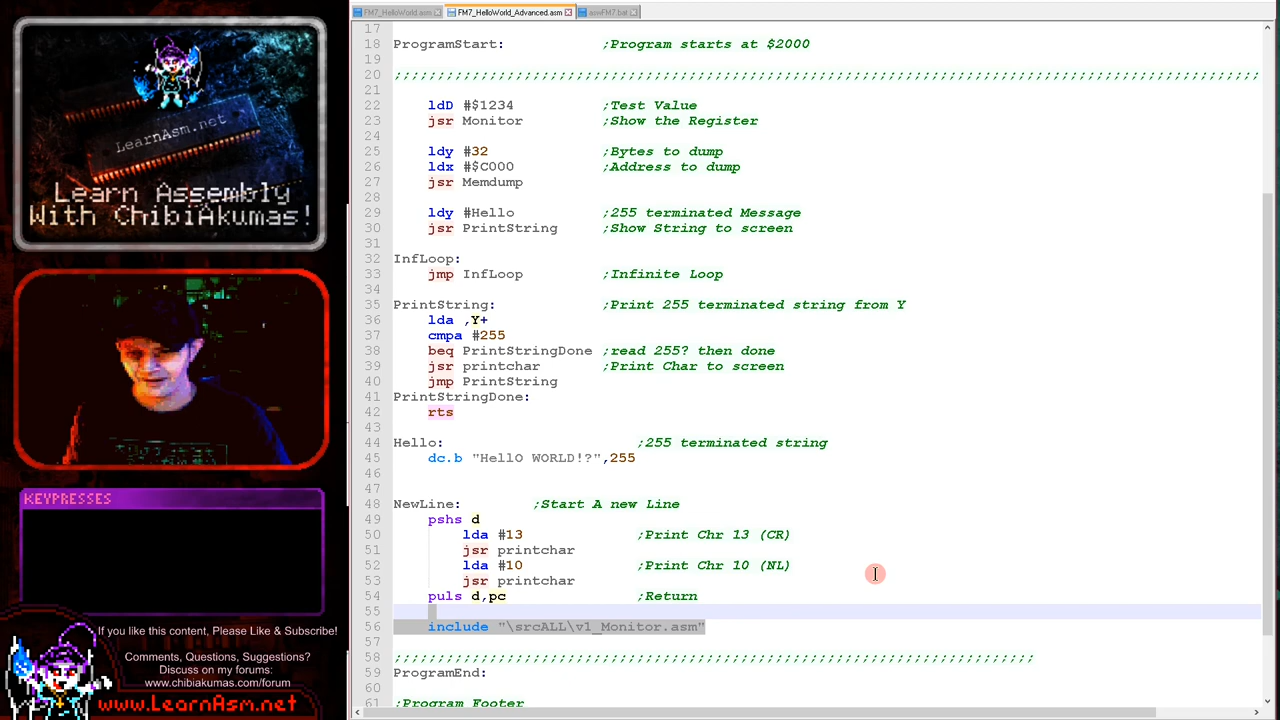 FM7_HelloWorld.asm FM7_HelloWorld_Advanced.asm aswFM7.bat
LearnAsm.net
Learn Assembly
With ChibiAkumas!
KEYPRESSES
If you like this content, Please Like & Subscribe!
Comments, Questions, Suggestions?
Discuss on my forums:
www.chibiakumas.com/forum
www.LearnAsm.net
17
18 ProgramStart: ;Program starts at $2000
19
20 ;;;;;;;;;;;;;;;;;;;;;;;;;;;;;;;;;;;;;;;;;;;;;;;;;;;;;;;;;;;;;;;;;;;;;;;;;;;;;;;;;;;;;;;;;;;;;;;;;;;;
21
22 ldD #$1234 ;Test Value
23 jsr Monitor ;Show the Register
24
25 ldy #32 ;Bytes to dump
26 ldx #$C000 ;Address to dump
27 jsr Memdump
28
29 ldy #Hello ;255 terminated Message
30 jsr PrintString ;Show String to screen
31
32 InfLoop:
33 jmp InfLoop ;Infinite Loop
34
35 PrintString: ;Print 255 terminated string from Y
36 lda ,Y+
37 cmpa #255
38 beq PrintStringDone ;read 255? then done
39 jsr printchar ;Print Char to screen
40 jmp PrintString
41 PrintStringDone:
42 rts
43
44 Hello: ;255 terminated string
45 dc.b "HellO WORLD!?",255
46
47
48 NewLine: ;Start A new Line
49 pshs d
50 lda #13 ;Print Chr 13 (CR)
51 jsr printchar
52 lda #10 ;Print Chr 10 (NL)
53 jsr printchar
54 puls d,pc ;Return
55
56 include "\srcALL\v1_Monitor.asm"
57
58 ;;;;;;;;;;;;;;;;;;;;;;;;;;;;;;;;;;;;;;;;;;;;;;;;;;;;;;;;;;;;;;;;;;;;;;;;;;
59 ProgramEnd:
60
61 ;Program Footer